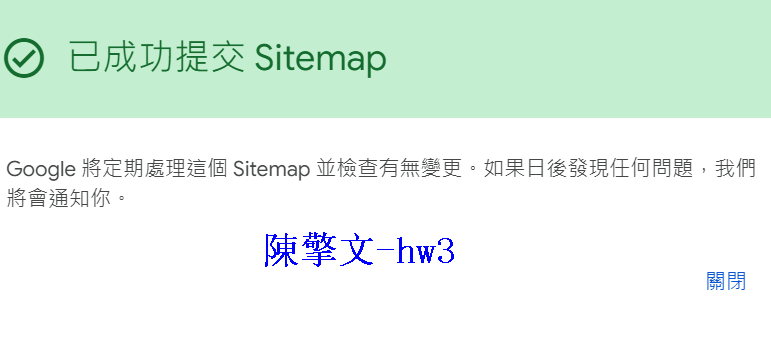 已成功提交 Sitemap
Google 將定期處理這個 Sitemap 並檢查有無變更。如果日後發現任何問題，我們
將會通知你。
陳擎文-hw3
關閉